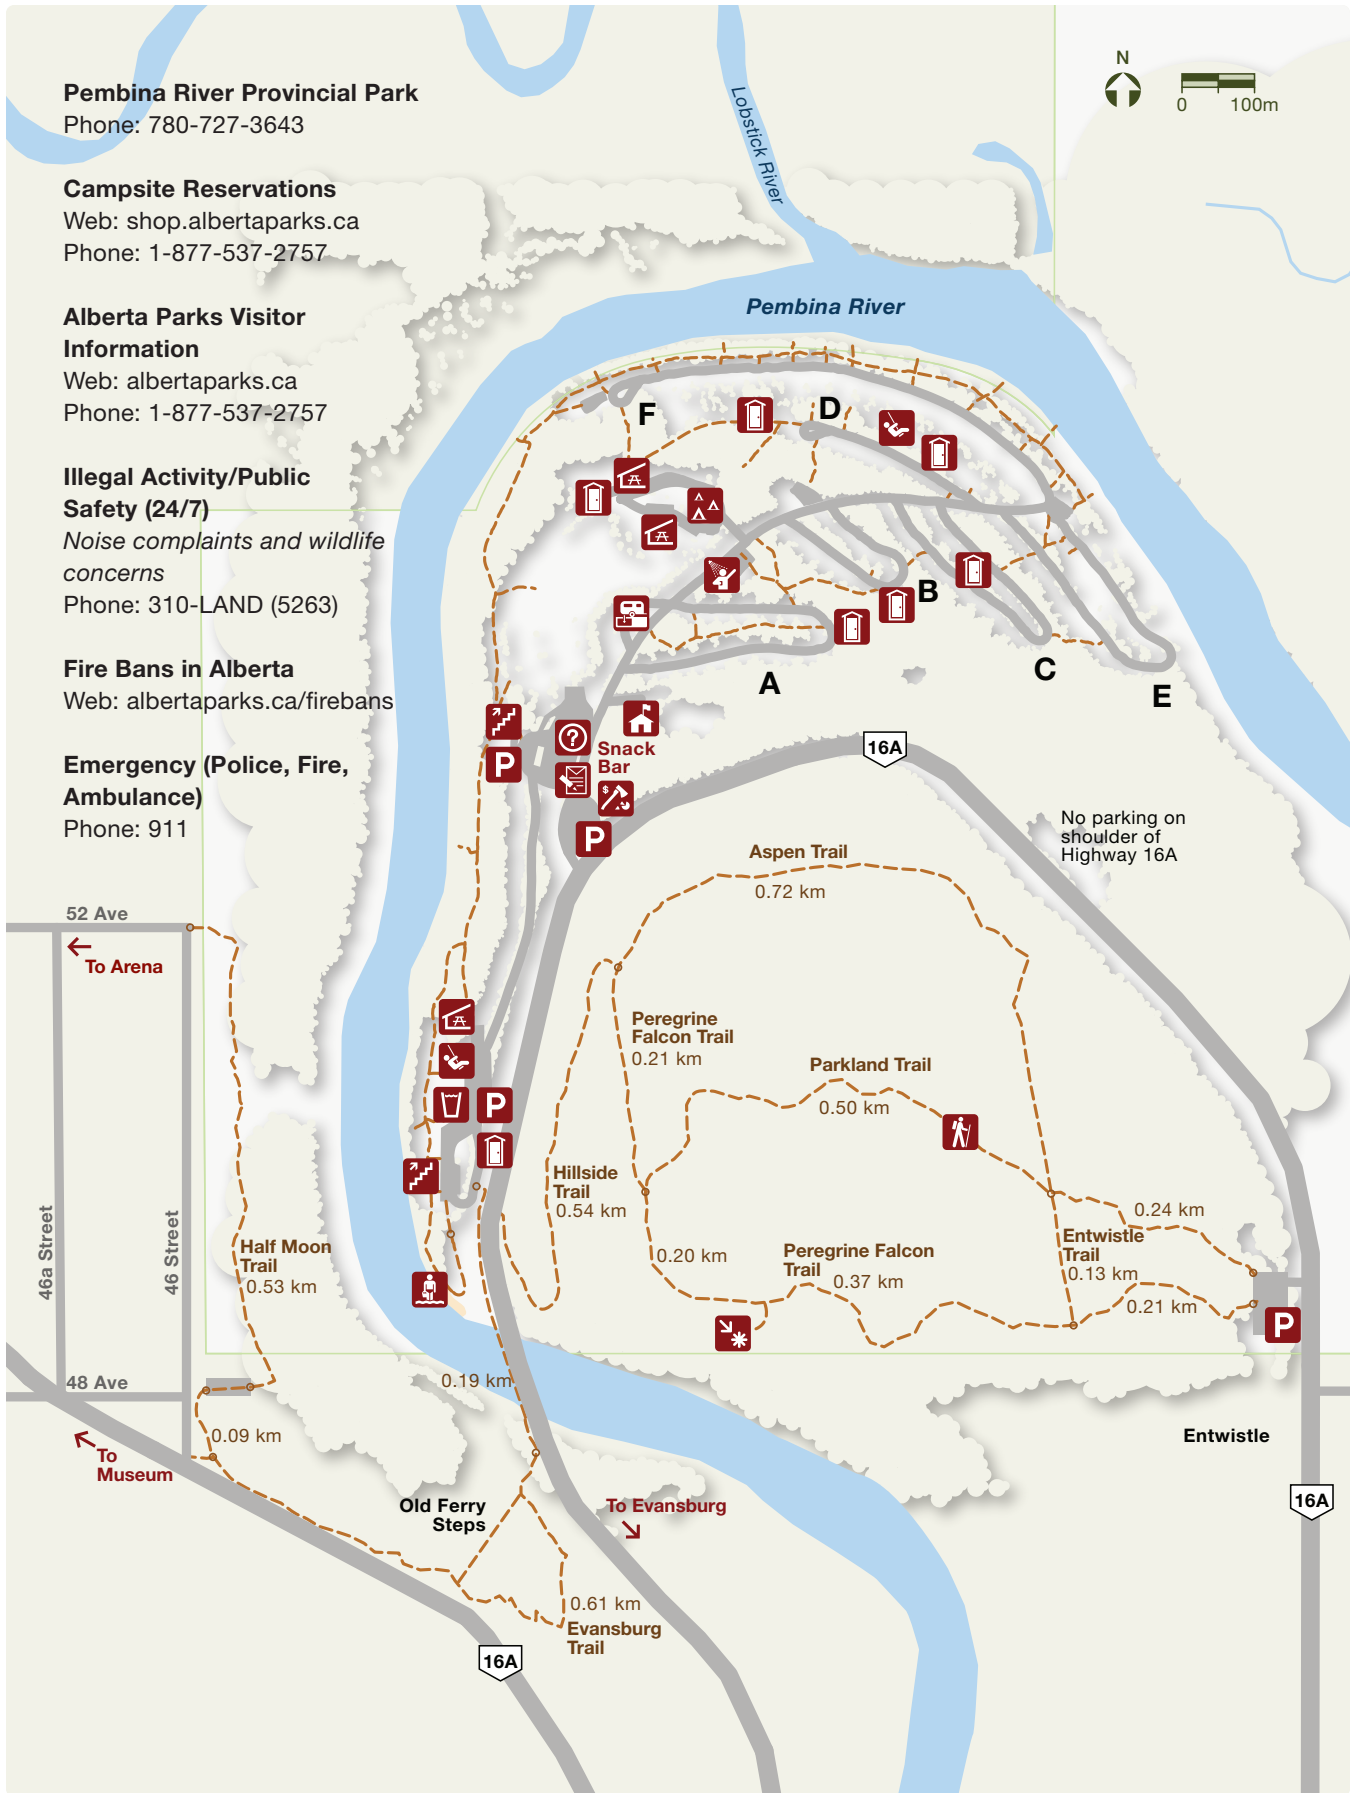 Pembina River Provincial Park
Phone: 780-727-3643
Campsite Reservations
Web: shop.albertaparks.ca
Phone: 1-877-537-2757
Alberta Parks Visitor
Information
Web: albertaparks.ca
Phone: 1-877-537-2757
Illegal Activity/Public
Safety (24/7)
Noise complaints and wildlife
concerns
Phone: 310-LAND (5263)
Fire Bans in Alberta
Web: albertaparks.ca/firebans
Emergency (Police, Fire,
Ambulance)
Phone: 911
N
0 100m
Lobstick River
Pembina River
F
D
B
C
E
A
P
?
Snack
Bar
$
P
16A
No parking on
shoulder of
Highway 16A
Aspen Trail
0.72 km
52 Ave
To Arena
Peregrine
Falcon Trail
0.21 km
Parkland Trail
0.50 km
P
Hillside
Trail
0.54 km
46a Street
46 Street
Half Moon
Trail
0.53 km
0.20 km
Peregrine Falcon
Trail 0.37 km
0.24 km
Entwistle
Trail
0.13 km
0.21 km
P
48 Ave
0.19 km
0.09 km
To
Museum
Entwistle
Old Ferry
Steps
To Evansburg
16A
0.61 km
Evansburg
Trail
16A